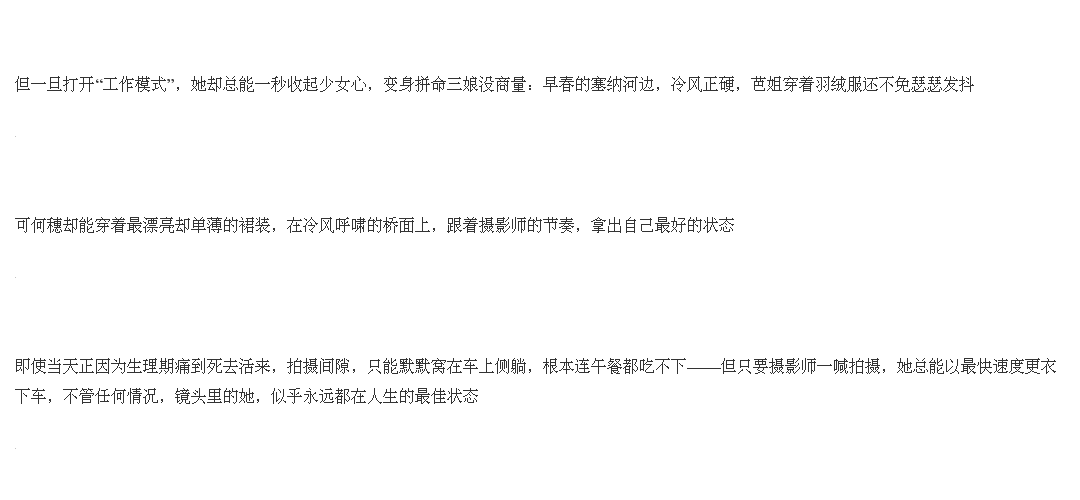 但一旦打开“工作模式”，她却总能一秒收起少女心，变身拼命三娘没商量：早春的塞纳河边，冷风正硬，芭姐穿着羽绒服还不免瑟瑟发抖
可何穗却能穿着最漂亮却单薄的裙装，在冷风呼啸的桥面上，跟着摄影师的节奏，拿出自己最好的状态
即使当天正因为生理期痛到死去活来，拍摄间隙，只能默默窝在车上侧躺，根本连午餐都吃不下——但只要摄影师一喊拍摄，她总能以最快速度更衣
下车，不管任何情况，镜头里的她，似乎永远都在人生的最佳状态